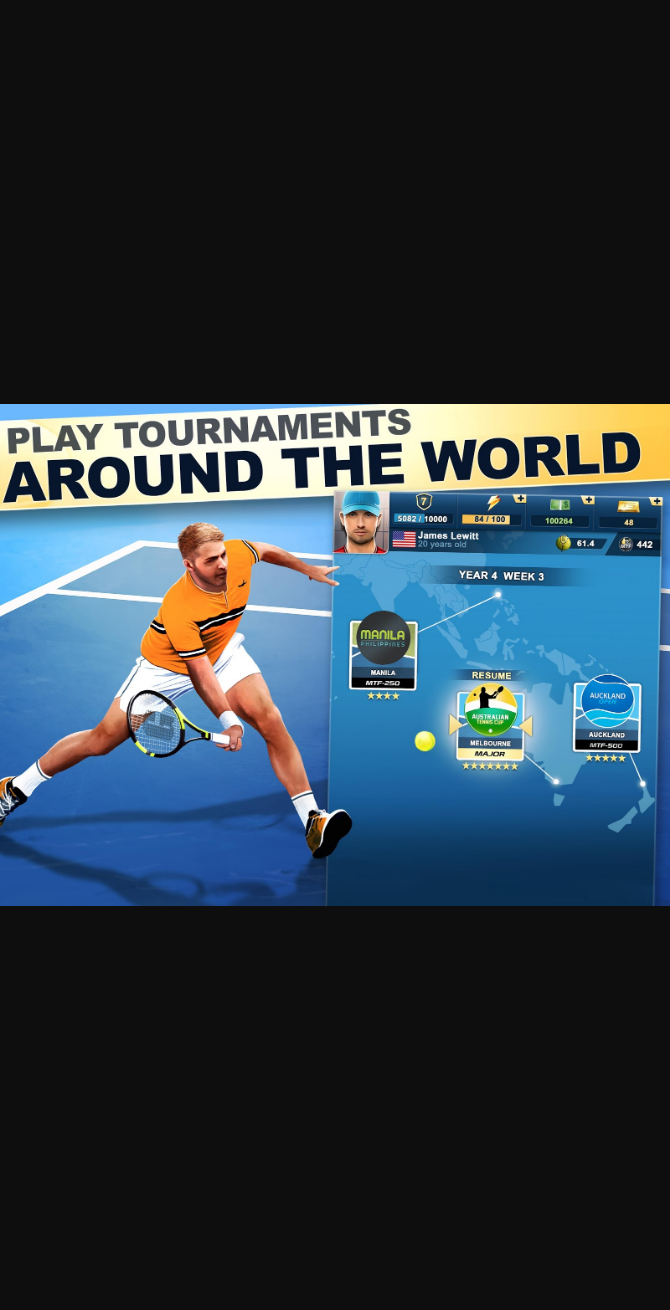 PLAY TOURNAMENTS
AROUND THE WORLD
7
5082 / 10000
84 / 100
100264
48
James Lewitt
20 years old
61.4
442
YEAR 4 WEEK 3
MANILA
PHILIPPINES
MANILA
MTF-250
RESUME
AUSTRALIAN
TENNIS CUP
MELBOURNE
MAJOR
AUCKLAND
OPEN
AUCKLAND
MTF-500